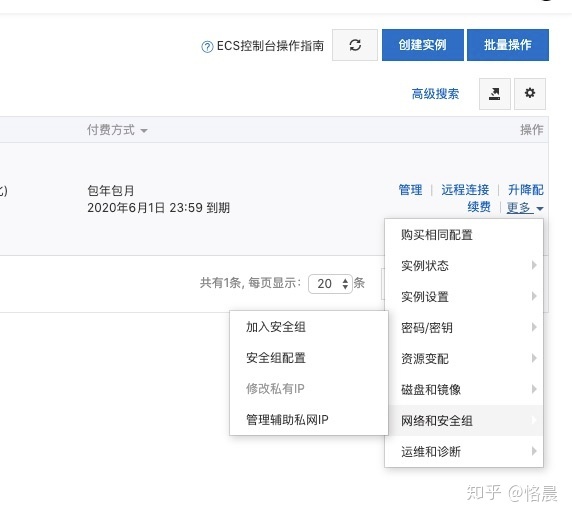 ECS控制台操作指南
创建实例
批量操作
高级搜索
付费方式
操作
包年包月
2020年6月1日 23:59 到期
管理
远程连接
升降配
续费
更多
共有1条, 每页显示: 20 条
购买相同配置
实例状态
实例设置
密码/密钥
资源变配
磁盘和镜像
网络和安全组
运维和诊断
加入安全组
安全组配置
修改私有IP
管理辅助私网IP
知乎 @恪晨